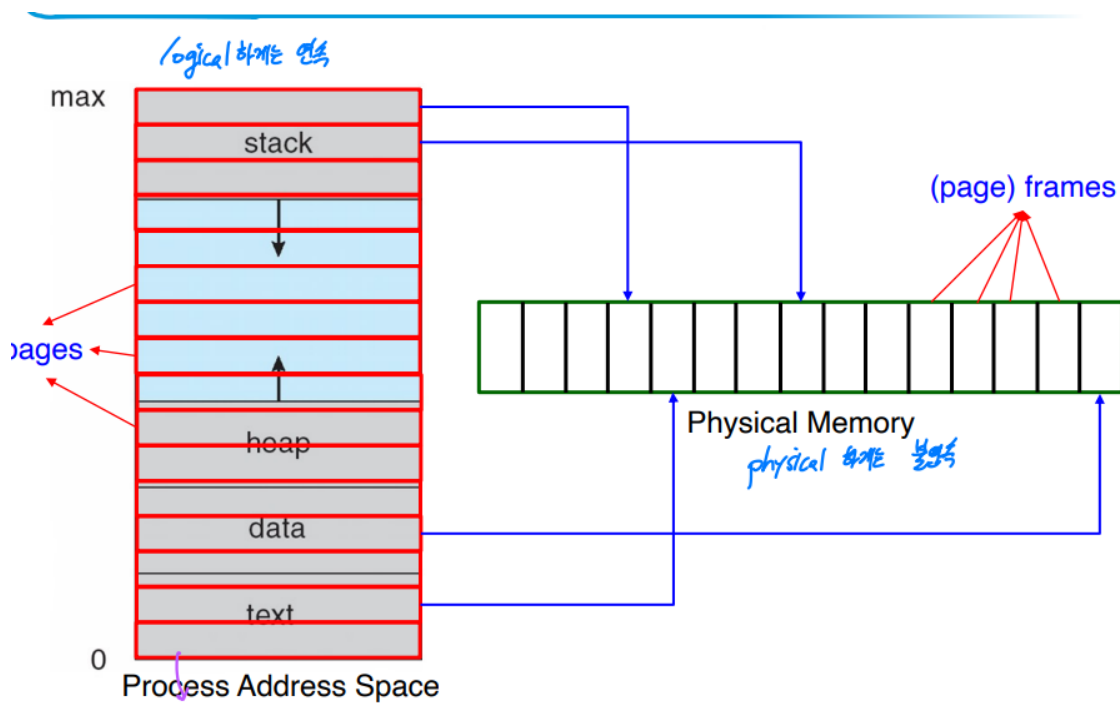 logical 하게는 연속
max
stack
(page) frames
pages
heap
Physical Memory
physical 하게는 불연속
data
text
0
Process Address Space